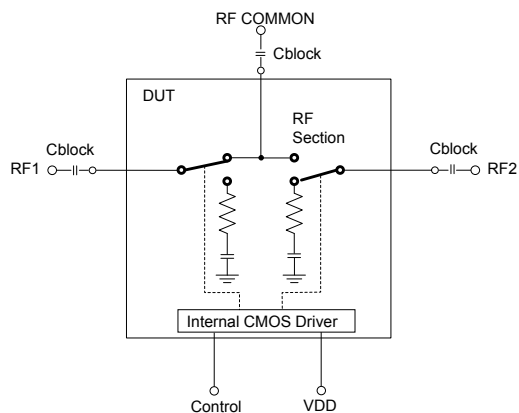 RF COMMON
Cblock
DUT
RF
Section
Cblock
Cblock
RF1
RF2
Internal CMOS Driver
Control
VDD